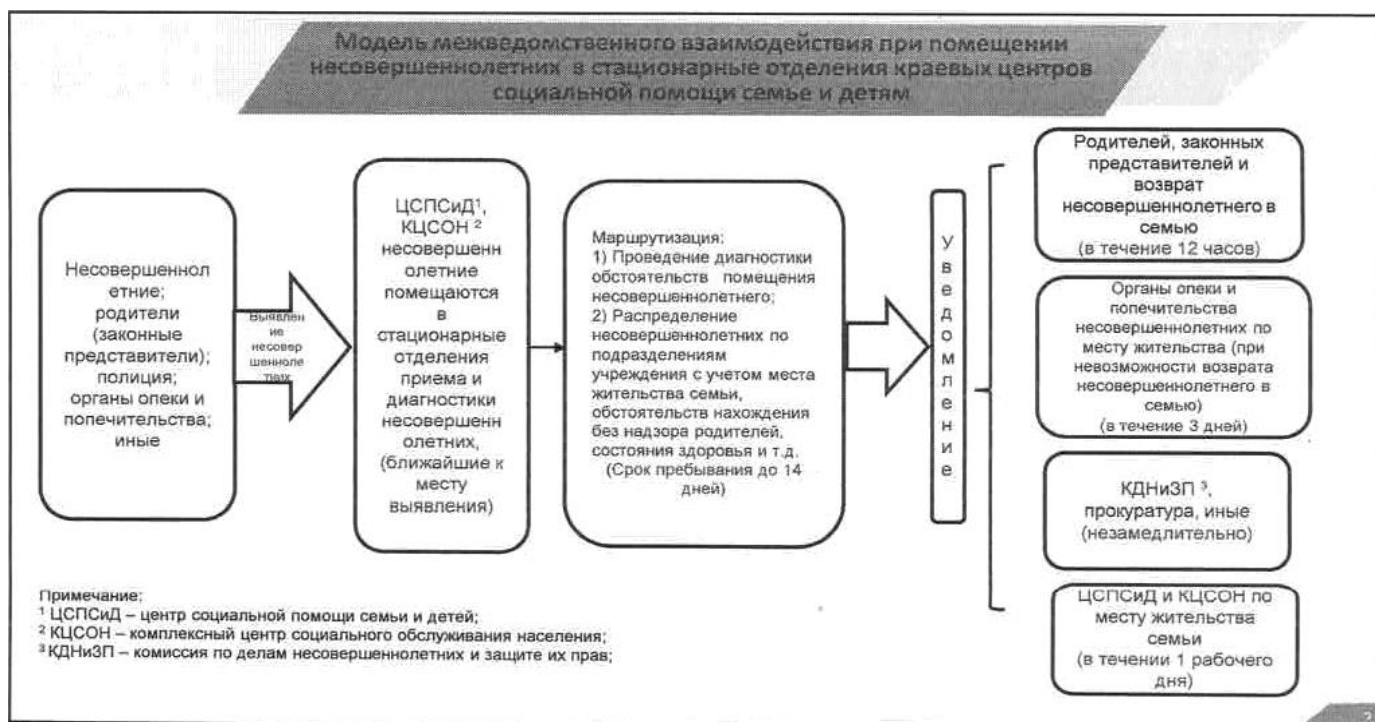 Модель межведомственного взаимодействия при помещении
несовершеннолетних в стационарные отделения краевых центров
социальной помощи семье и детям
Несовершеннол
етние;
родители
(законные
представители);
полиция;
органы опеки и
попечительства;
иные
Выявлен
ие
несовер
шенноле
тних
ЦСПСиД¹,
КЦСОН ²
несовершенн
олетние
помещаются
в
стационарные
отделения
приема и
диагностики
несовершенн
олетних,
(ближайшие к
месту
выявления)
Маршрутизация:
1) Проведение диагностики
обстоятельств помещения
несовершеннолетнего;
2) Распределение
несовершеннолетних по
подразделениям
учреждения с учетом места
жительства семьи,
обстоятельств нахождения
без надзора родителей,
состояния здоровья и т.д.
(Срок пребывания до 14
дней)
У
в
е
д
о
м
л
е
н
и
е
Родителей, законных
представителей и
возврат
несовершеннолетнего в
семью
(в течение 12 часов)
Органы опеки и
попечительства
несовершеннолетних по
месту жительства (при
невозможности возврата
несовершеннолетнего в
семью)
(в течение 3 дней)
КДНиЗП ³,
прокуратура, иные
(незамедлительно)
ЦСПСиД и КЦСОН по
месту жительства
семьи
(в течении 1 рабочего
дня)
Примечание:
¹ ЦСПСиД – центр социальной помощи семьи и детей;
² КЦСОН – комплексный центр социального обслуживания населения;
³ КДНиЗП – комиссия по делам несовершеннолетних и защите их прав;
2